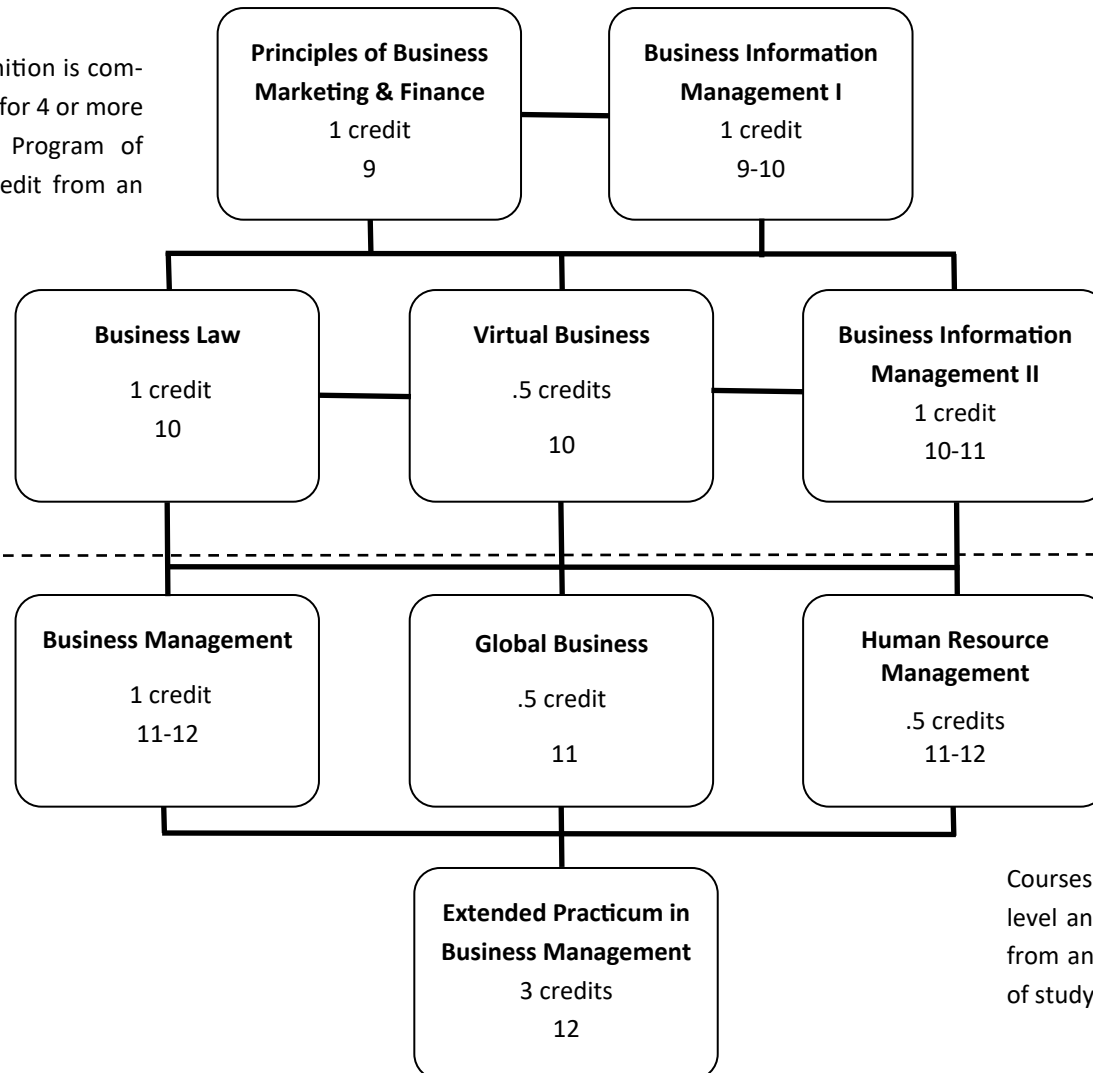 nition is com-
for 4 or more
Program of
edit from an
Principles of Business
Marketing & Finance
1 credit
9
Business Information
Management I
1 credit
9-10
Business Law
1 credit
10
Virtual Business
.5 credits
10
Business Information
Management II
1 credit
10-11
Business Management
1 credit
11-12
Global Business
.5 credit
11
Human Resource
Management
.5 credits
11-12
Extended Practicum in
Business Management
3 credits
12
Courses
level an
from an
of study